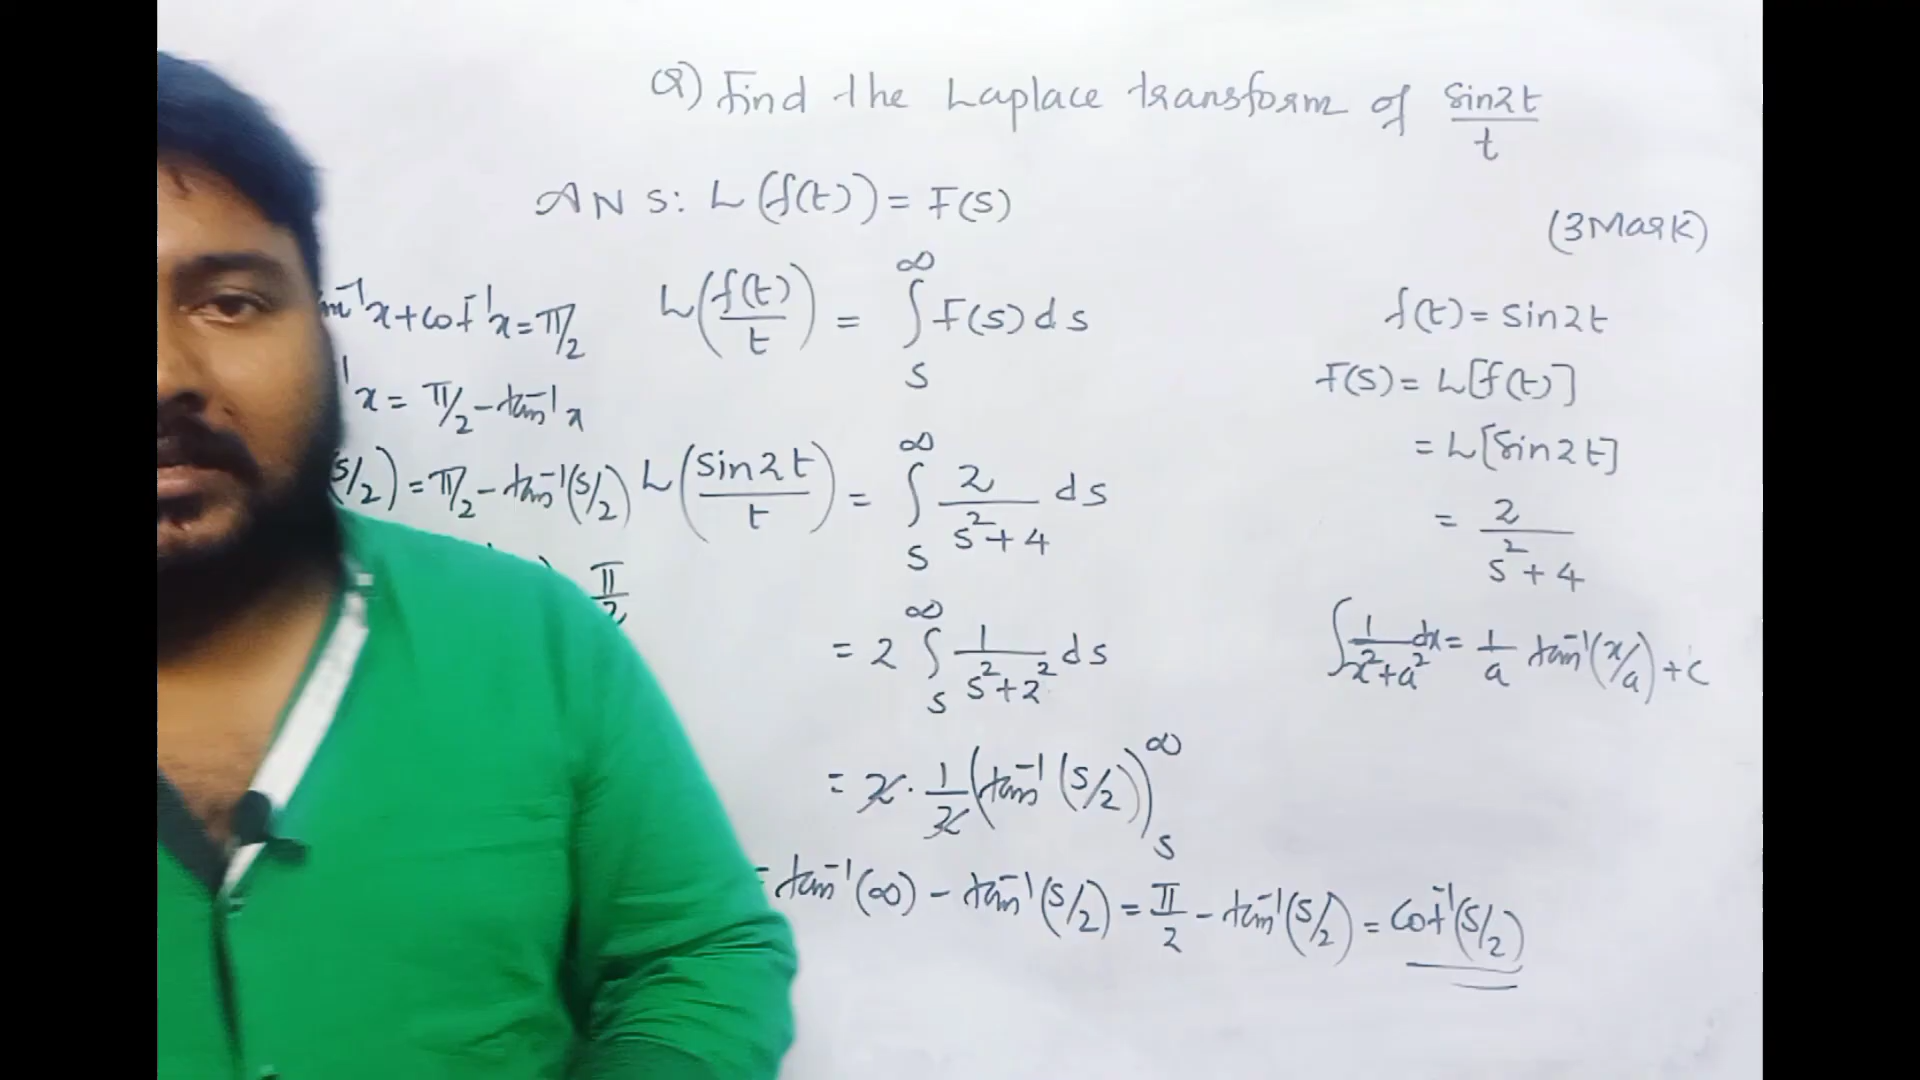 Q) Find the Laplace transform of sin2t/t
ANS: L(f(t)) = F(s)
(3 Mark)
x + cot⁻¹x = π/2
L(f(t)/t) = ∫ₛ^∞ F(s) ds
f(t) = sin2t
x = π/2 - tan⁻¹x
F(s) = L[f(t)]
= L[sin2t]
(s/2) = π/2 - tan⁻¹(s/2)
L(sin2t/t) = ∫ₛ^∞ 2/(s²+4) ds
= 2/(s²+4)
π/2
= 2 ∫ₛ^∞ 1/(s²+2²) ds
∫ 1/(x²+a²) dx = 1/a tan⁻¹(x/a) + c
= 2 · 1/2 (tan⁻¹(s/2))ₛ^∞
= tan⁻¹(∞) - tan⁻¹(s/2) = π/2 - tan⁻¹(s/2) = cot⁻¹(s/2)